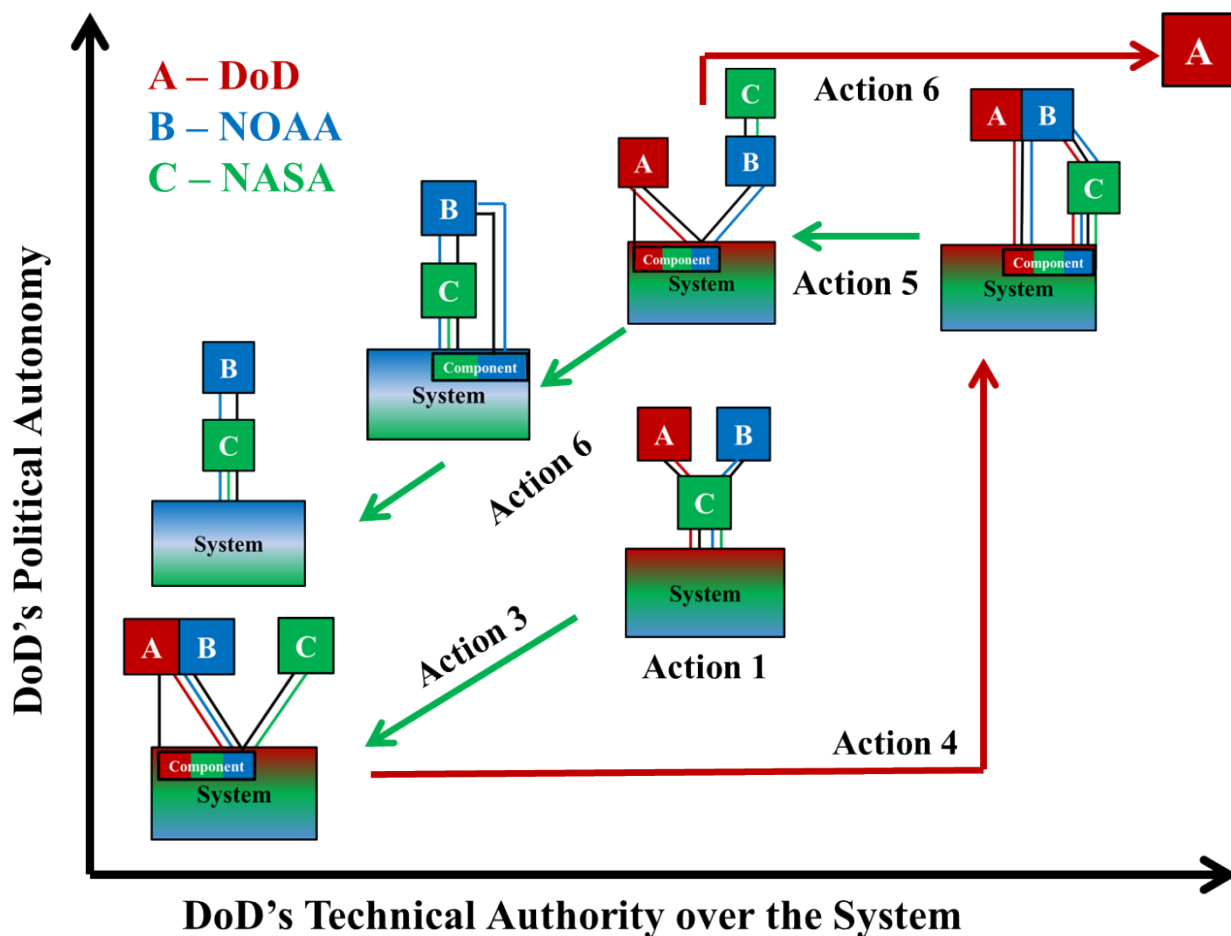 A – DoD
B – NOAA
C – NASA
A
Action 6
C
A
B
A
B
B
C
Component
System
Action 5
Component
System
C
Component
System
B
C
System
Action 6
A
B
C
System
Action 1
Action 3
A
B
C
Component
System
Action 4
DoD's Political Autonomy
DoD's Technical Authority over the System